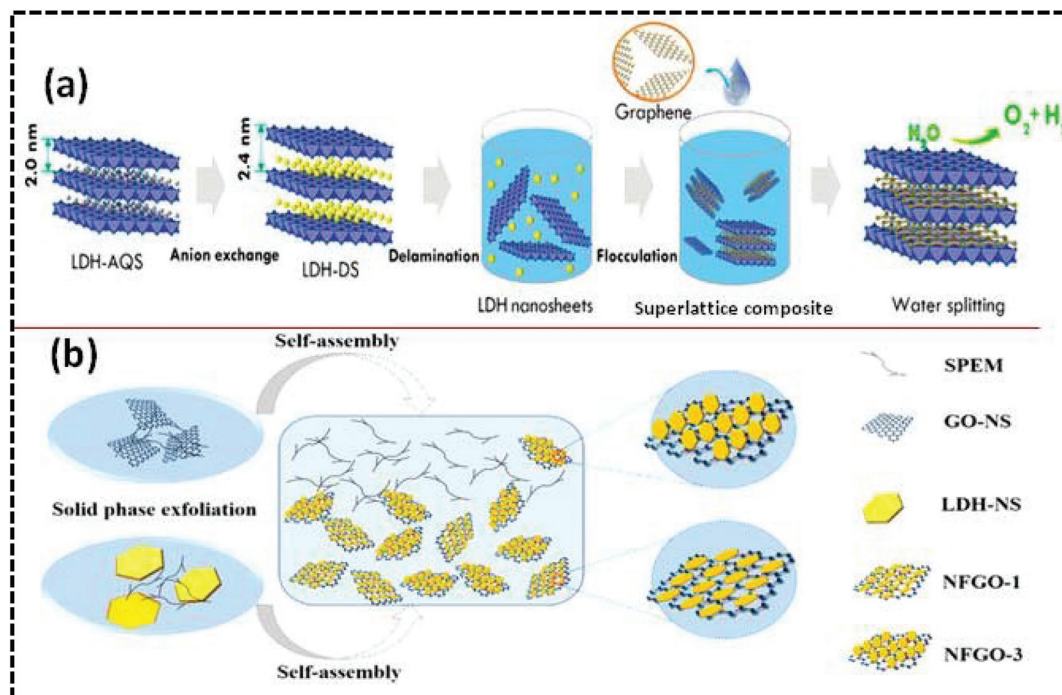 (a)
Graphene
2.0 nm
2.4 nm
H₂O
O₂ + H
LDH-AQS
Anion exchange
LDH-DS
Delamination
LDH nanosheets
Flocculation
Superlattice composite
Water splitting
(b)
Self-assembly
Solid phase exfoliation
Self-assembly
SPEM
GO-NS
LDH-NS
NFGO-1
NFGO-3